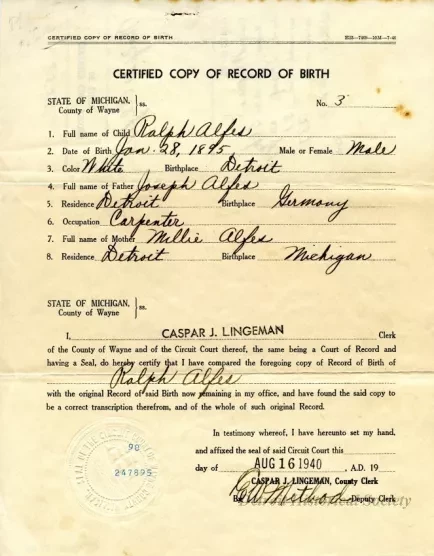 CERTIFIED COPY OF RECORD OF BIRTH
CERTIFIED COPY OF RECORD OF BIRTH
STATE OF MICHIGAN, } ss. No. 3
County of Wayne
1. Full name of Child Ralph Alfes
2. Date of Birth Jan. 28, 1895 Male or Female Male
3. Color White Birthplace Detroit
4. Full name of Father Joseph Alfes
5. Residence Detroit Birthplace Germony
6. Occupation Carpenter
7. Full name of Mother Millie Alfes
8. Residence Detroit Birthplace Michigan
STATE OF MICHIGAN, } ss.
County of Wayne
I, CASPAR J. LINGEMAN Clerk
of the County of Wayne and of the Circuit Court thereof, the same being a Court of Record and
having a Seal, do hereby certify that I have compared the foregoing copy of Record of Birth of
Ralph Alfes
with the original Record of said Birth now remaining in my office, and have found the said copy to
be a correct transcription therefrom, and of the whole of such original Record.
In testimony whereof, I have hereunto set my hand,
and affixed the seal of said Circuit Court this
98
247895
day of AUG 16 1940, A.D. 19
CASPAR J. LINGEMAN, County Clerk
By Deputy Clerk
Detroit Historical Society